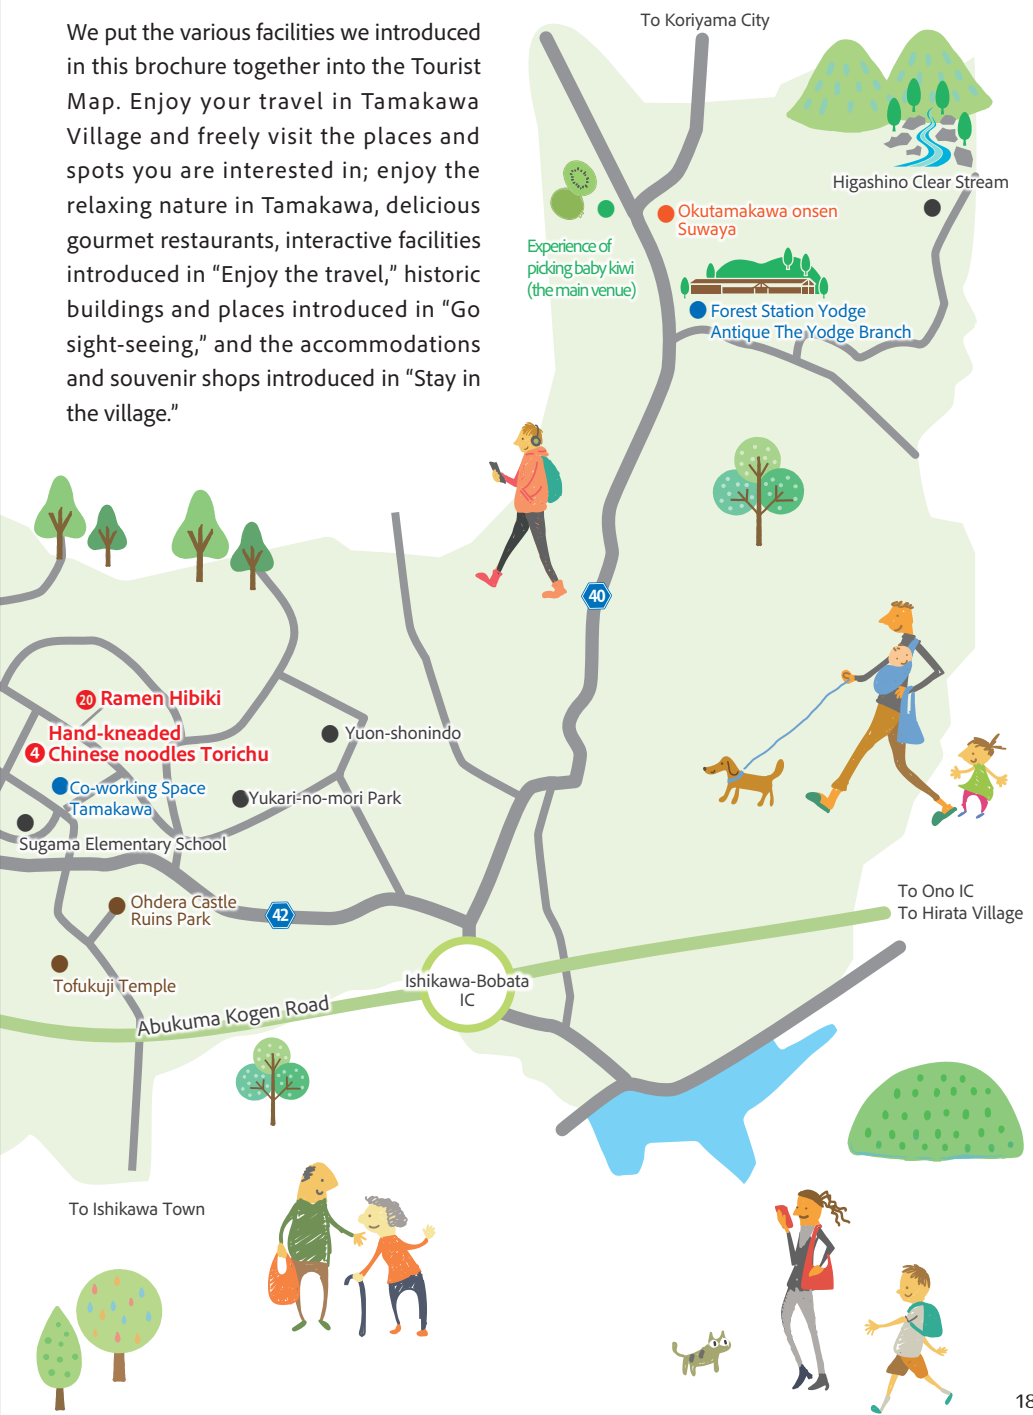 We put the various facilities we introduced
in this brochure together into the Tourist
Map. Enjoy your travel in Tamakawa
Village and freely visit the places and
spots you are interested in; enjoy the
relaxing nature in Tamakawa, delicious
gourmet restaurants, interactive facilities
introduced in “Enjoy the travel,” historic
buildings and places introduced in “Go
sight-seeing,” and the accommodations
and souvenir shops introduced in “Stay in
the village.”
To Koriyama City
Higashino Clear Stream
Okutamakawa onsen
Suwaya
Experience of
picking baby kiwi
(the main venue)
Forest Station Yodge
Antique The Yodge Branch
40
20 Ramen Hibiki
Hand-kneaded
4 Chinese noodles Torichu
Yuon-shonindo
Co-working Space
Tamakawa
Yukari-no-mori Park
Sugama Elementary School
Ohdera Castle
Ruins Park
42
To Ono IC
To Hirata Village
Tofukuji Temple
Ishikawa-Bobata
IC
Abukuma Kogen Road
To Ishikawa Town
18